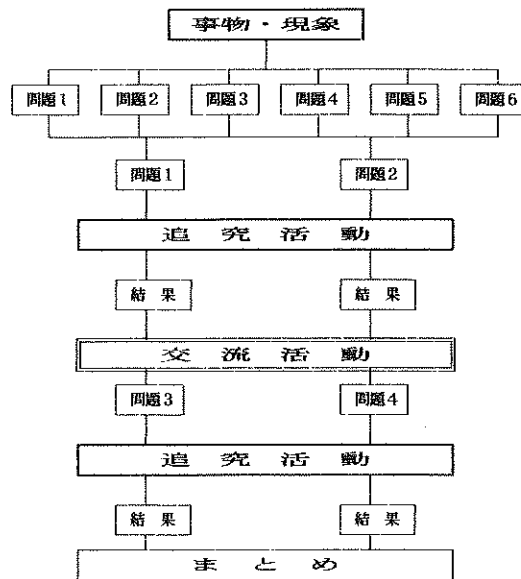 事物・現象
問題1 問題2 問題3 問題4 問題5 問題6
問題1 問題2
追究活動
結果 結果
交流活動
問題3 問題4
追究活動
結果 結果
まとめ